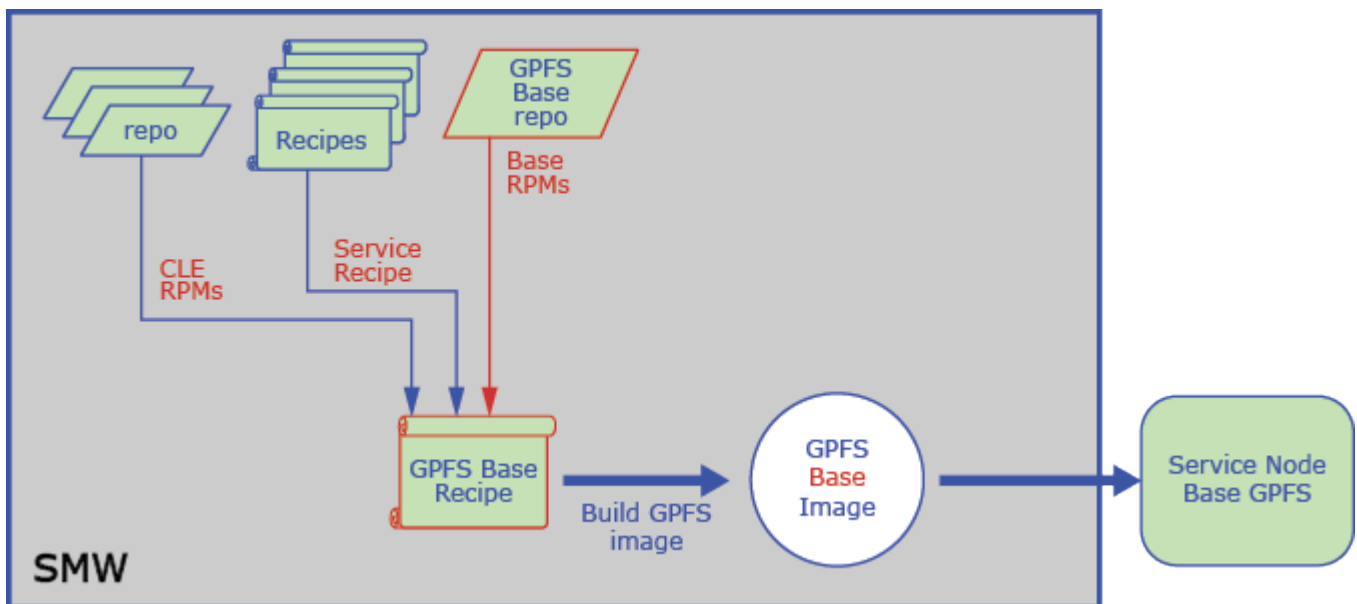 GPFS
Base
repo
repo
Recipes
Base
RPMs
Service
Recipe
CLE
RPMs
GPFS Base
Recipe
Build GPFS
image
GPFS
Base
Image
Service Node
Base GPFS
SMW